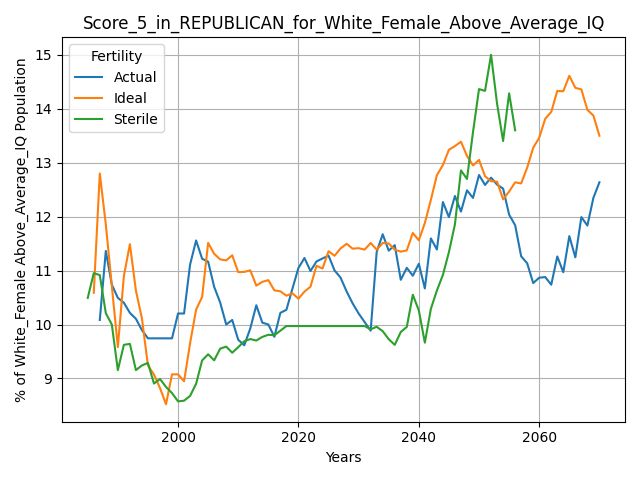 Score_5_in_REPUBLICAN_for_White_Female_Above_Average_IQ
% of White_Female Above_Average_IQ Population
15
14
13
12
11
10
9
Fertility
Actual
Ideal
Sterile
2000
2020
2040
2060
Years